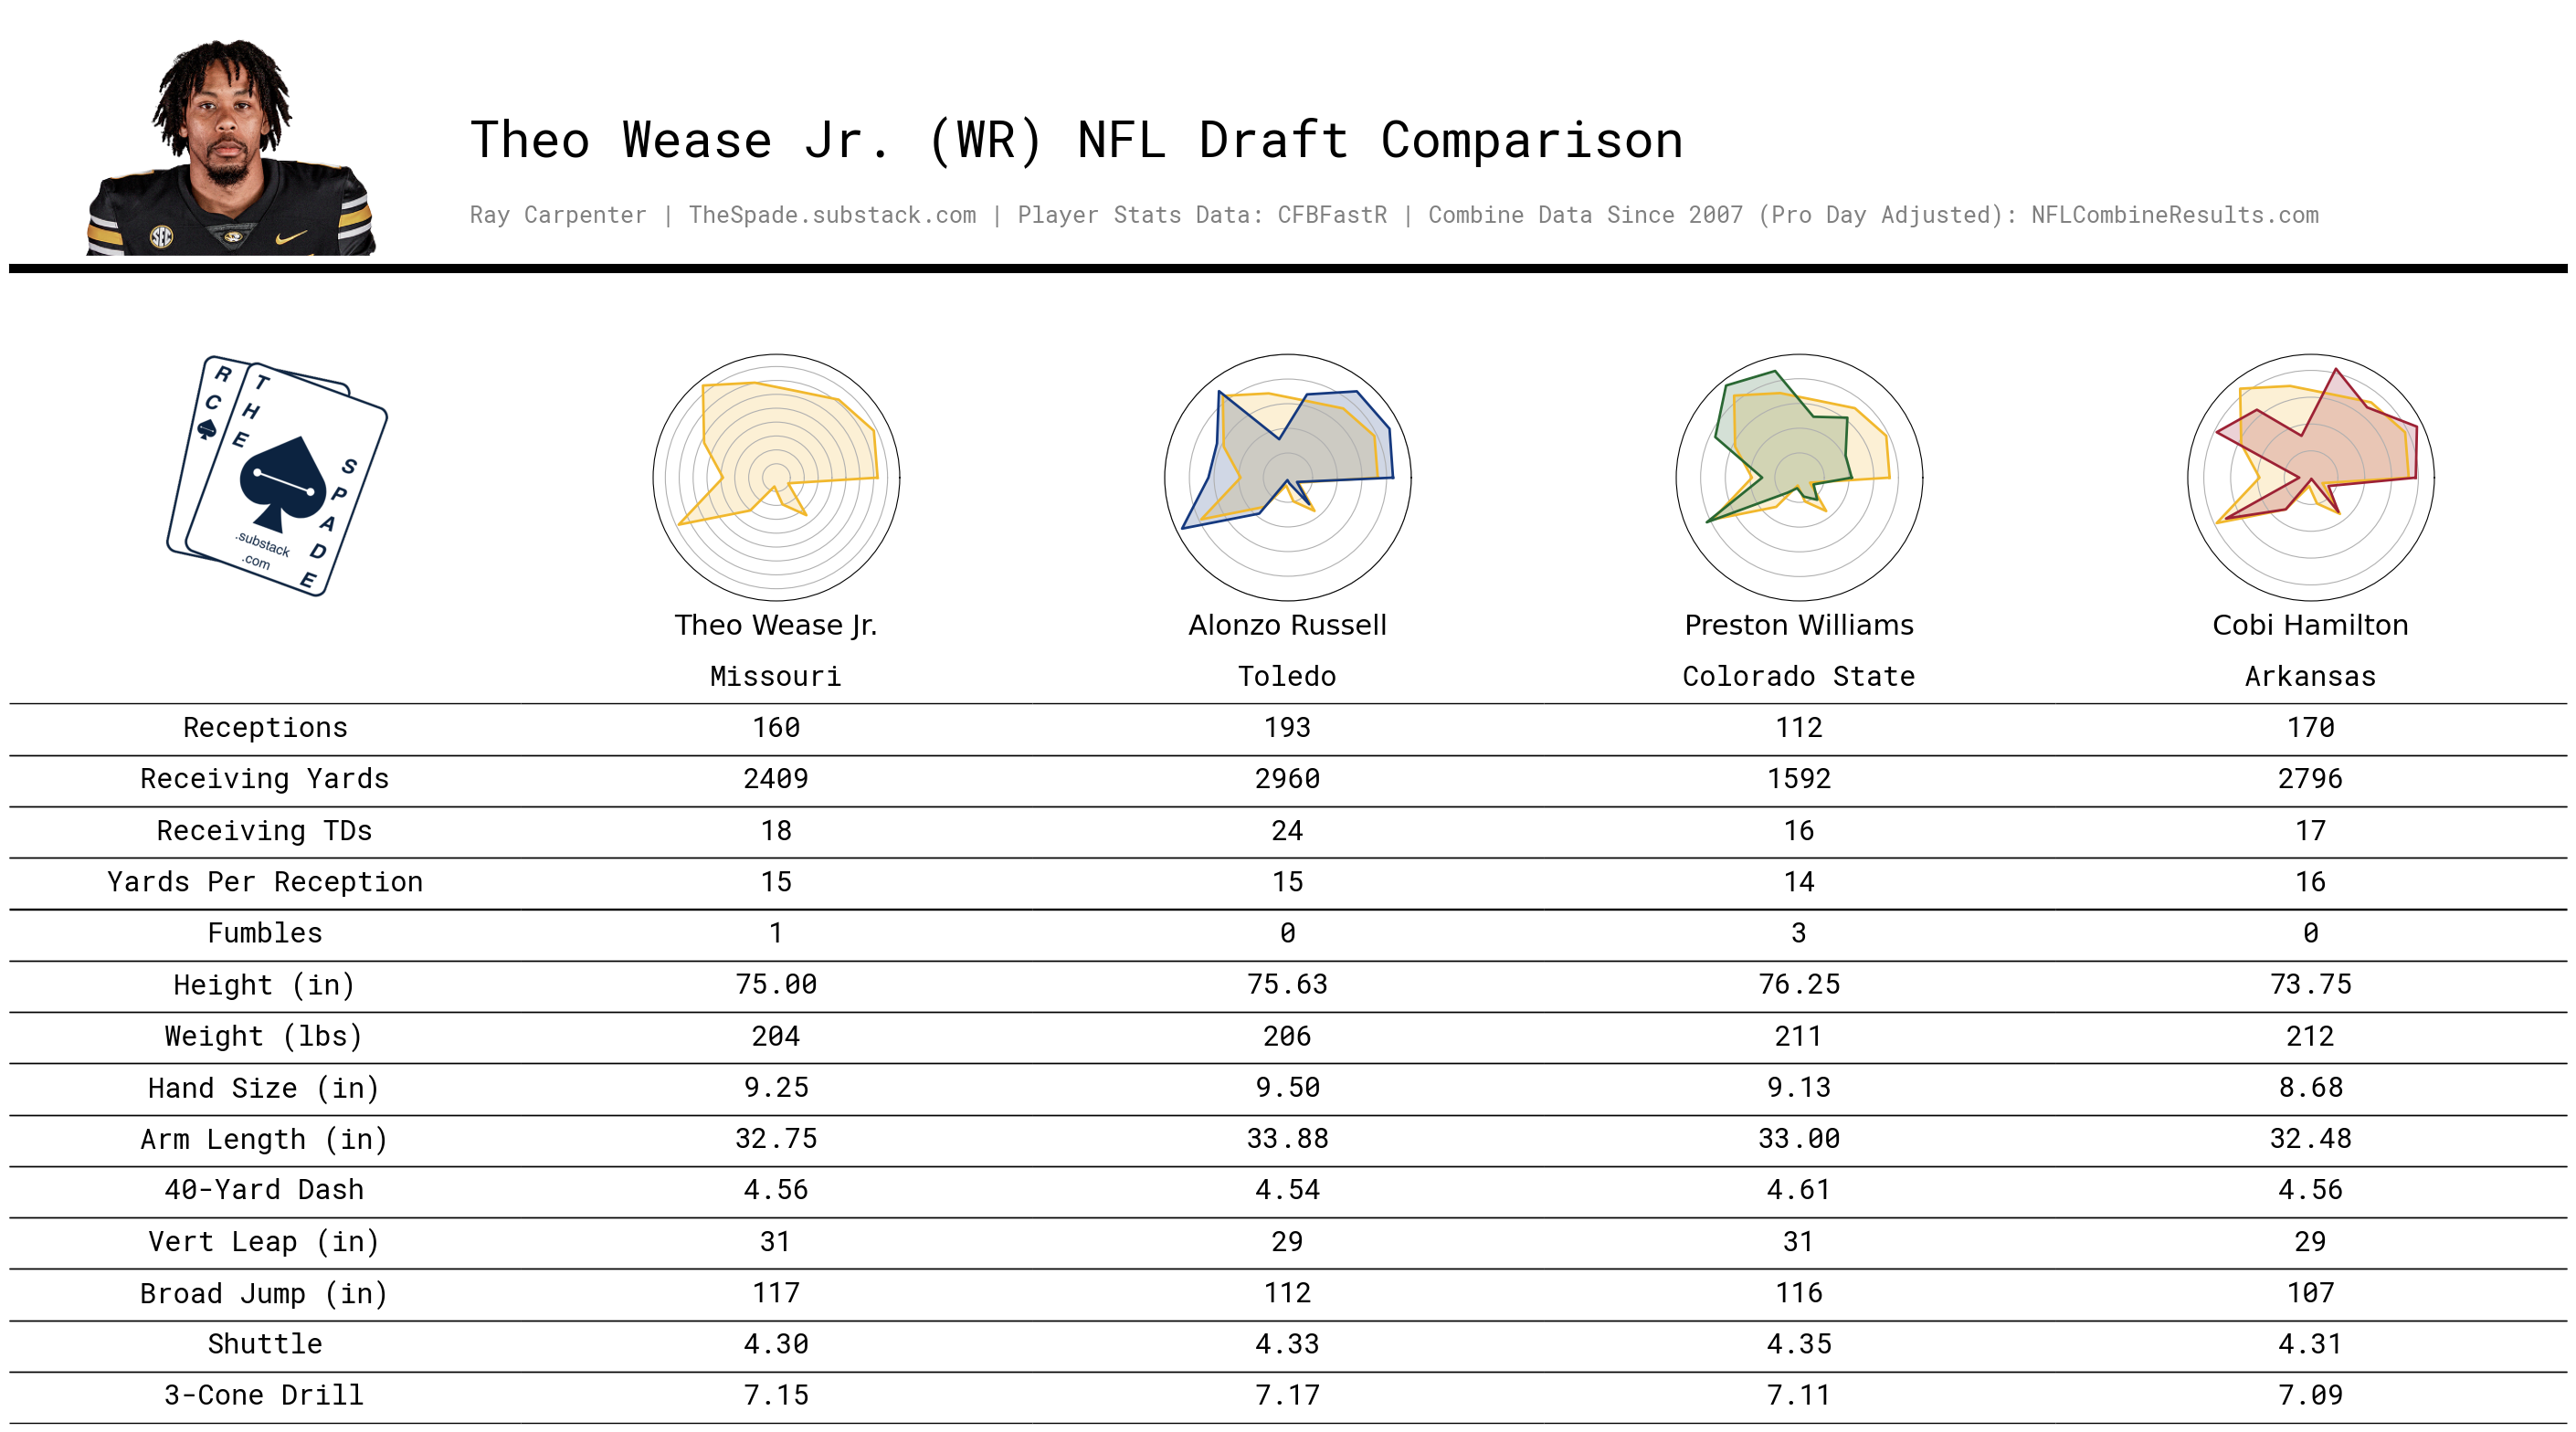 Theo Wease Jr. (WR) NFL Draft Comparison
Ray Carpenter | TheSpade.substack.com | Player Stats Data: CFBFastR | Combine Data Since 2007 (Pro Day Adjusted): NFLCombineResults.com
SEC
RC
THE
SPADE
.substack
.com
Theo Wease Jr. Alonzo Russell Preston Williams Cobi Hamilton
Missouri Toledo Colorado State Arkansas
Receptions 160 193 112 170
Receiving Yards 2409 2960 1592 2796
Receiving TDs 18 24 16 17
Yards Per Reception 15 15 14 16
Fumbles 1 0 3 0
Height (in) 75.00 75.63 76.25 73.75
Weight (lbs) 204 206 211 212
Hand Size (in) 9.25 9.50 9.13 8.68
Arm Length (in) 32.75 33.88 33.00 32.48
40-Yard Dash 4.56 4.54 4.61 4.56
Vert Leap (in) 31 29 31 29
Broad Jump (in) 117 112 116 107
Shuttle 4.30 4.33 4.35 4.31
3-Cone Drill 7.15 7.17 7.11 7.09